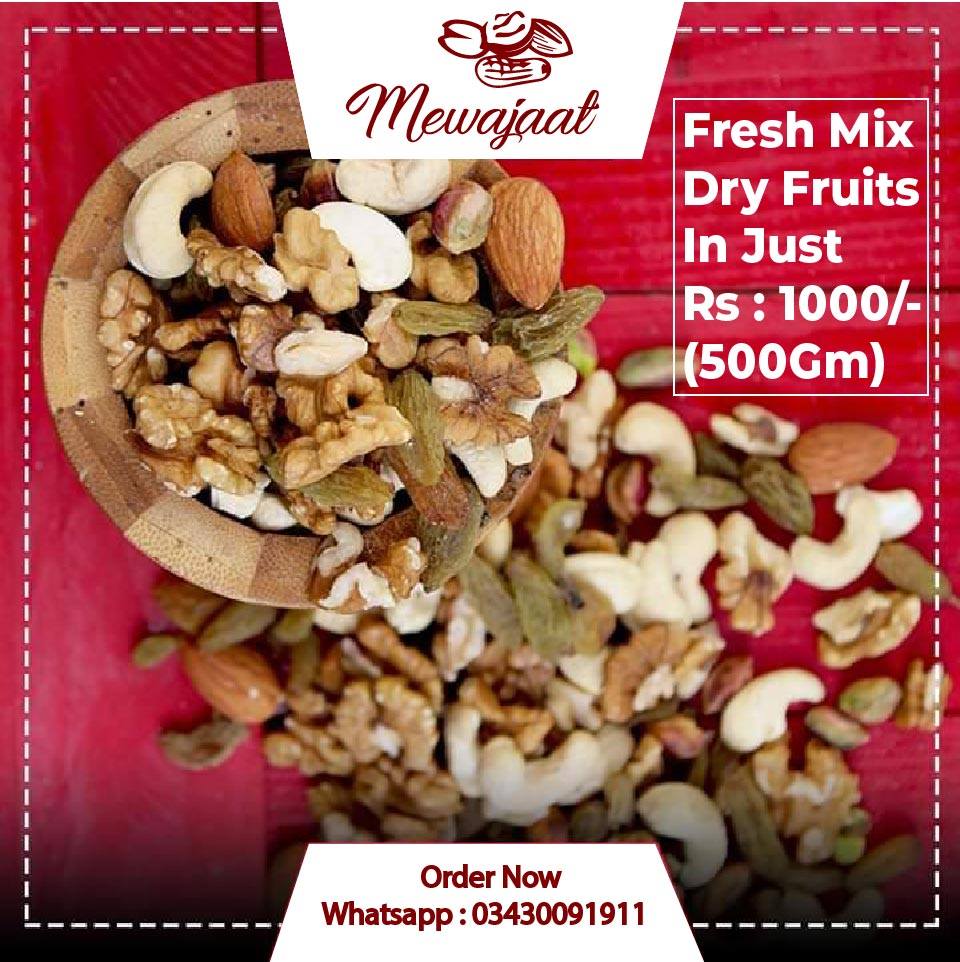 Mewajaat
Fresh Mix
Dry Fruits
In Just
Rs : 1000/-
(500Gm)
Order Now
Whatsapp : 03430091911